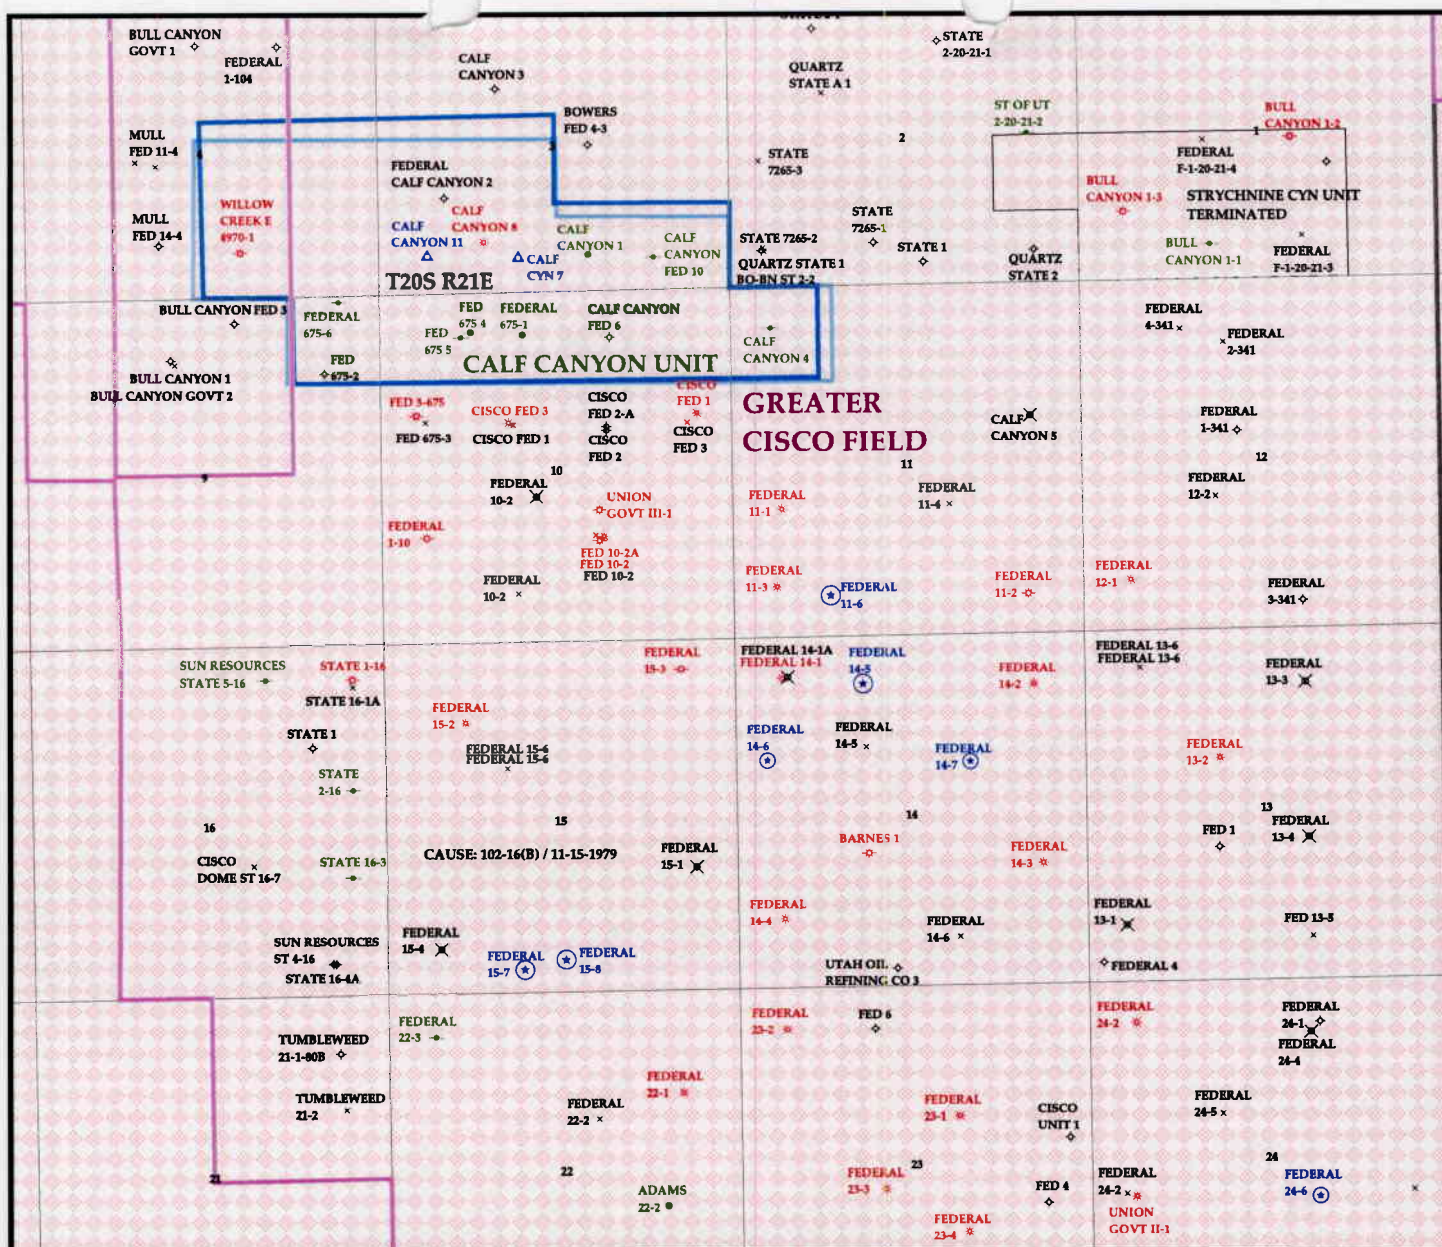 BULL CANYON
GOVT 1
FEDERAL
1-104
CALF
CANYON 3
STATE
2-20-21-1
QUARTZ
STATE A 1
BOWERS
FED 4-3
ST OF UT
2-20-21-2
BULL
CANYON 1-2
1
MULL
FED 11-4
4
3
2
STATE
7265-3
FEDERAL
F-1-20-21-4
FEDERAL
CALF CANYON 2
BULL
CANYON 1-3
STRYCHNINE CYN UNIT
TERMINATED
WILLOW
CREEK E
4970-1
MULL
FED 14-4
CALF
CANYON 8
CALF
CANYON 11
CALF
CYN 7
CALF
CANYON 1
CALF
CANYON
FED 10
STATE
7265-1
STATE 7265-2
STATE 1
QUARTZ STATE 1
BO-BN ST 2-2
QUARTZ
STATE 2
BULL
CANYON 1-1
FEDERAL
F-1-20-21-3
T20S R21E
BULL CANYON FED 3
FEDERAL
675-6
FED
675 4
FEDERAL
675-1
FED
675 5
CALF CANYON
FED 6
CALF
CANYON 4
FEDERAL
4-341
FEDERAL
2-341
FED
675-2
CALF CANYON UNIT
BULL CANYON 1
BULL CANYON GOVT 2
FED 3-675
FED 675-3
CISCO FED 3
CISCO FED 1
CISCO
FED 2-A
CISCO
FED 2
CISCO
FED 1
CISCO
FED 3
GREATER
CISCO FIELD
CALF
CANYON 5
FEDERAL
1-341
9
10
11
12
FEDERAL
10-2
UNION
GOVT III-1
FEDERAL
11-1
FEDERAL
11-4
FEDERAL
12-2
FEDERAL
1-10
FED 10-2A
FED 10-2
FED 10-2
FEDERAL
10-2
FEDERAL
11-3
FEDERAL
11-6
FEDERAL
11-2
FEDERAL
12-1
FEDERAL
3-341
SUN RESOURCES
STATE 5-16
STATE 1-16
STATE 16-1A
FEDERAL
15-3
FEDERAL 14-1A
FEDERAL 14-1
FEDERAL
14-5
FEDERAL
14-2
FEDERAL 13-6
FEDERAL 13-6
FEDERAL
13-3
FEDERAL
15-2
STATE 1
FEDERAL 15-6
FEDERAL 15-6
FEDERAL
14-6
FEDERAL
14-5
FEDERAL
14-7
FEDERAL
13-2
STATE
2-16
16
15
14
13
CISCO
DOME ST 16-7
STATE 16-3
CAUSE: 102-16(B) / 11-15-1979
FEDERAL
15-1
BARNES 1
FEDERAL
14-3
FED 1
FEDERAL
13-4
FEDERAL
14-4
FEDERAL
14-6
FEDERAL
13-1
FED 13-5
SUN RESOURCES
ST 4-16
STATE 16-4A
FEDERAL
15-4
FEDERAL
15-7
FEDERAL
15-8
UTAH OIL
REFINING CO 3
FEDERAL 4
FEDERAL
22-3
FEDERAL
23-2
FED 6
FEDERAL
24-2
FEDERAL
24-1
FEDERAL
24-4
TUMBLEWEED
21-1-80B
TUMBLEWEED
21-2
FEDERAL
22-1
FEDERAL
22-2
FEDERAL
23-1
CISCO
UNIT 1
FEDERAL
24-5
21
22
23
24
ADAMS
22-2
FEDERAL
23-3
FED 4
FEDERAL
24-2
UNION
GOVT II-1
FEDERAL
24-6
FEDERAL
23-4